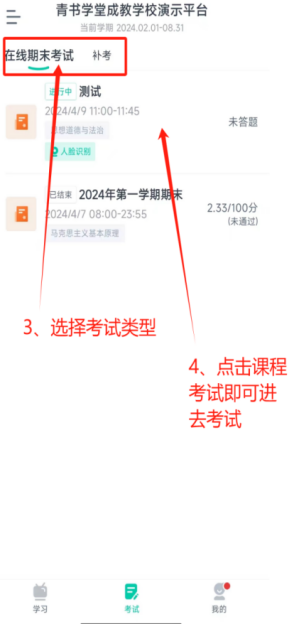 青书学堂成教学校演示平台
当前学期 2024.02.01-08.31
在线期末考试 补考
进行中 测试
2024/4/9 11:00-11:45
未答题
思想道德与法治
人脸识别
已结束 2024年第一学期期末
2024/4/7 08:00-23:55
2.33/100分
(未通过)
马克思主义基本原理
3、选择考试类型
4、点击课程
考试即可进
去考试
学习 考试 我的